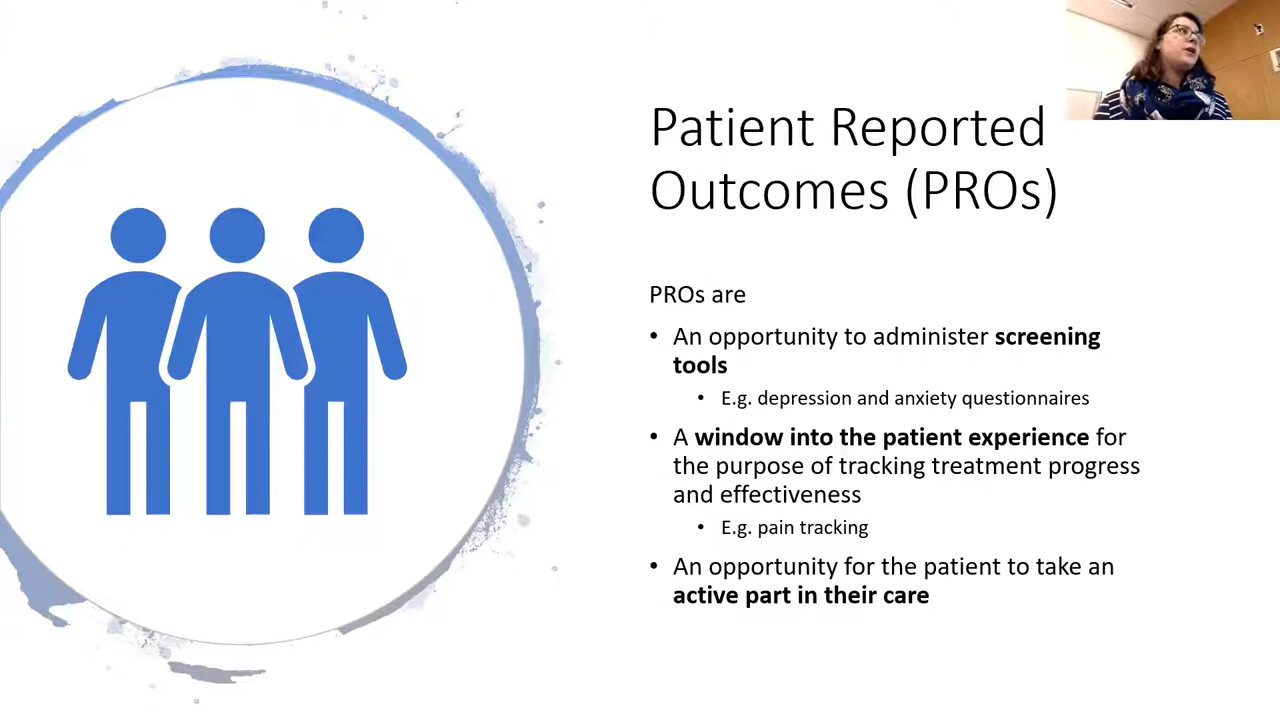 Patient Reported
Outcomes (PROs)
PROs are
• An opportunity to administer screening
tools
• E.g. depression and anxiety questionnaires
• A window into the patient experience for
the purpose of tracking treatment progress
and effectiveness
• E.g. pain tracking
• An opportunity for the patient to take an
active part in their care